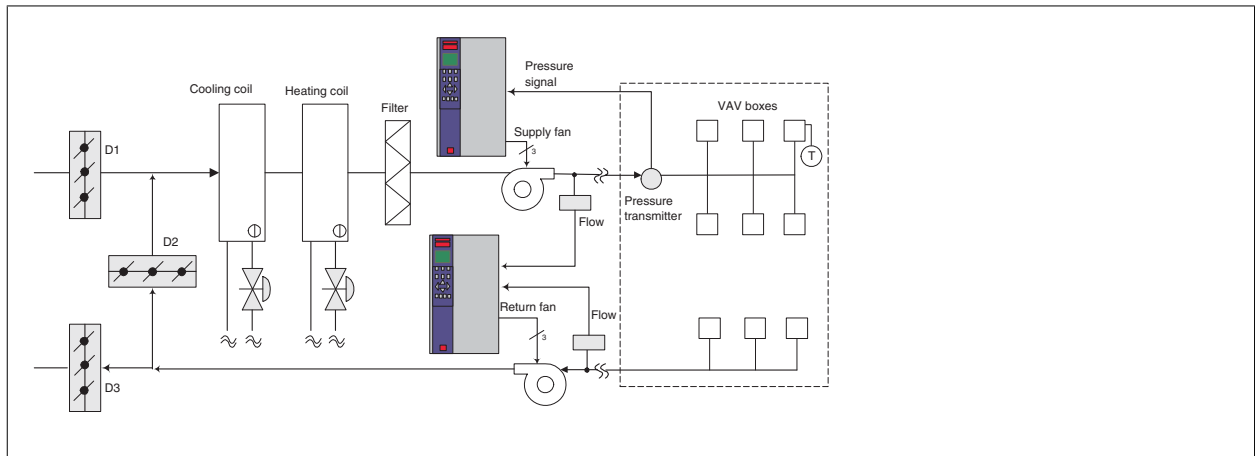 Pressure
signal
Cooling coil
Heating coil
Filter
VAV boxes
Supply fan
3
D1
T
Pressure
transmitter
Flow
D2
Return fan
Flow
3
D3